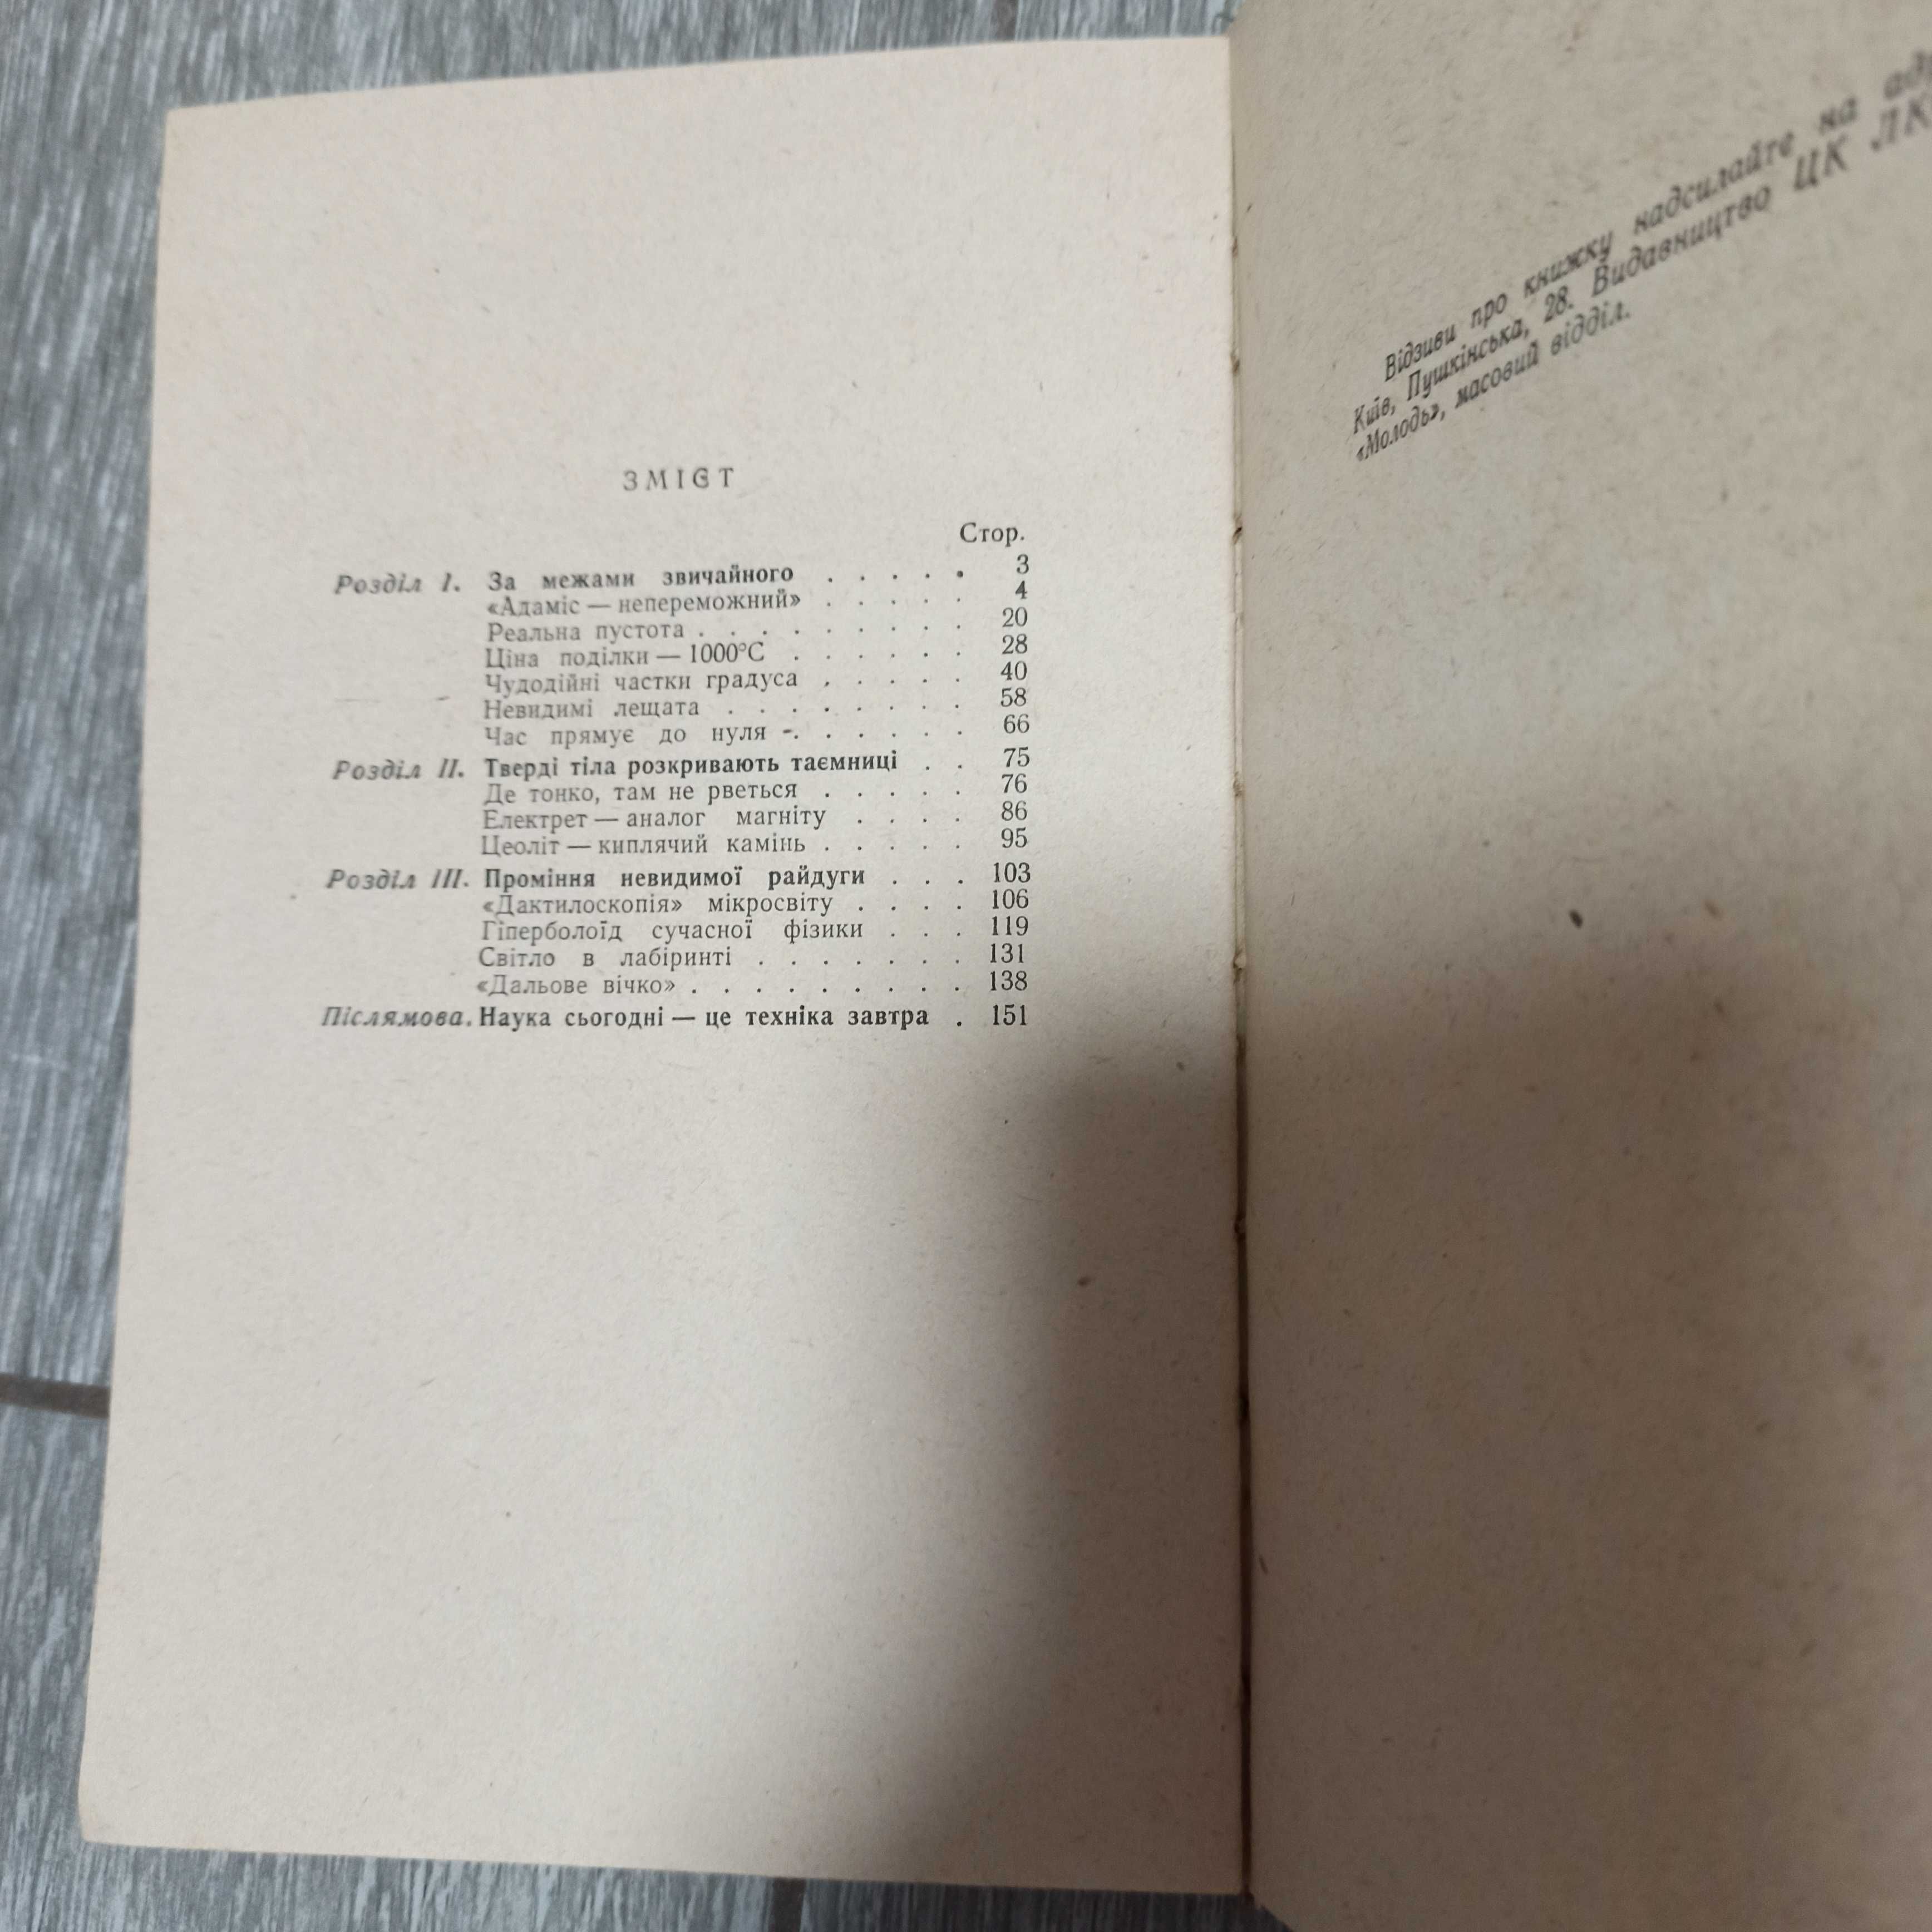 ЗМІСТ
Стор.
Розділ I. За межами звичайного . . . . . 3
«Адаміс — непереможний» . . . . . 4
Реальна пустота . . . . . . . . . 20
Ціна поділки — 1000°С . . . . . . 28
Чудодійні частки градуса . . . . . 40
Невидимі лещата . . . . . . . . 58
Час прямує до нуля . . . . . . 66
Розділ II. Тверді тіла розкривають таємниці . . 75
Де тонко, там не рветься . . . . . 76
Електрет — аналог магніту . . . . 86
Цеоліт — киплячий камінь . . . . . 95
Розділ III. Проміння невидимої райдуги . . . 103
«Дактилоскопія» мікросвіту . . . . 106
Гіперболоїд сучасної фізики . . . 119
Світло в лабіринті . . . . . . . 131
«Дальове вічко» . . . . . . . . . 138
Післямова. Наука сьогодні — це техніка завтра . 151
Відзиви про книжку надсилайте на
Київ, Пушкінська, 28. Видавництво ЦК
«Молодь», масовий відділ.